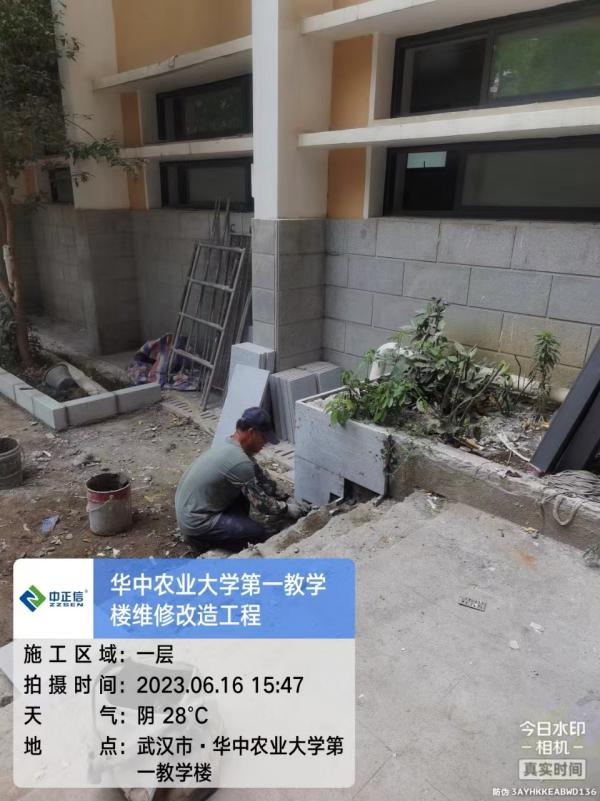 中正信®
ZZSEN
华中农业大学第一教学
楼维修改造工程
施工区域：一层
拍摄时间：2023.06.16 15:47
天气：阴 28°C
地点：武汉市·华中农业大学第
一教学楼
今日水印
相机
真实时间
防伪 3AYHKKEABWD136